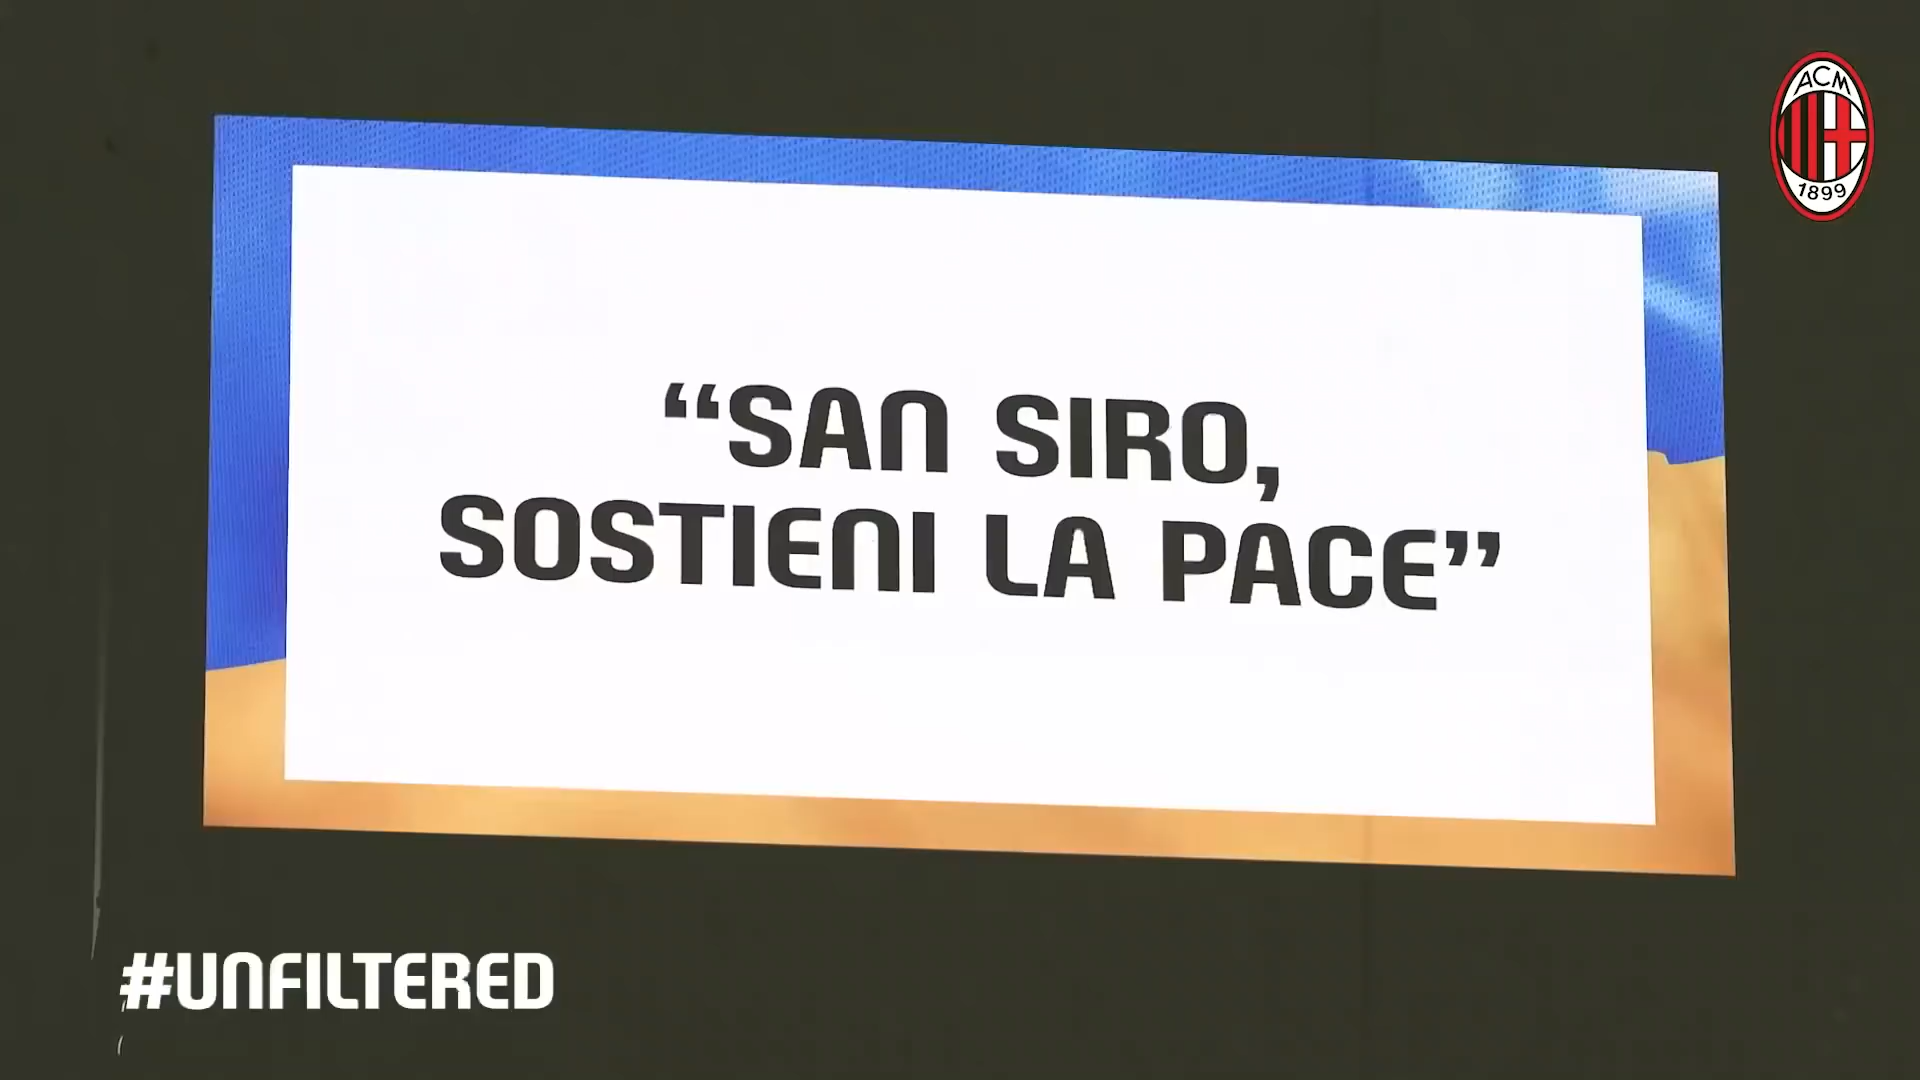 ACM
1899
“SAN SIRO,
SOSTIENI LA PACE”
#UNFILTERED